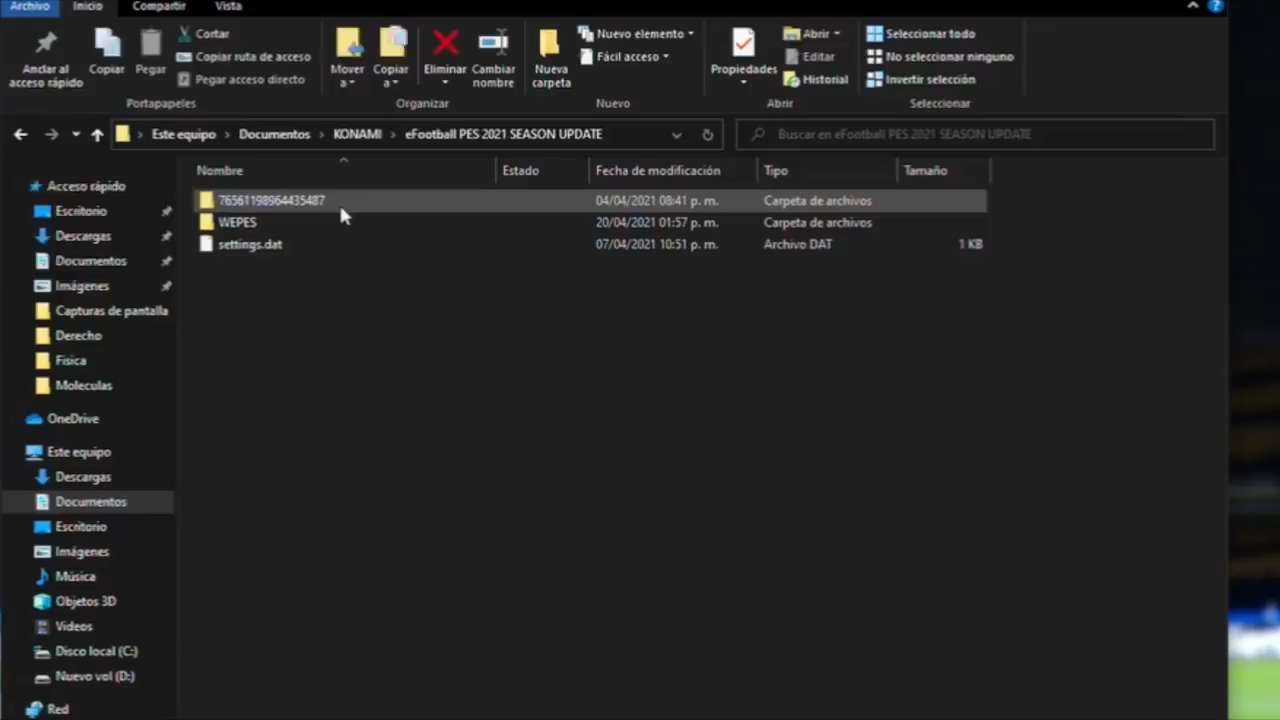 Archivo Inicio Compartir Vista
Anclar al acceso rápido
Copiar
Pegar
Cortar
Copiar ruta de acceso
Pegar acceso directo
Portapapeles
Mover a
Copiar a
Eliminar
Cambiar nombre
Organizar
Nueva carpeta
Nuevo elemento
Fácil acceso
Nuevo
Propiedades
Abrir
Editar
Historial
Abrir
Seleccionar todo
No seleccionar ninguno
Invertir selección
Seleccionar
Este equipo > Documentos > KONAMI > eFootball PES 2021 SEASON UPDATE
Buscar en eFootball PES 2021 SEASON UPDATE
Nombre Estado Fecha de modificación Tipo Tamaño
76561198964435487 04/04/2021 08:41 p. m. Carpeta de archivos
WEPES 20/04/2021 01:57 p. m. Carpeta de archivos
settings.dat 07/04/2021 10:51 p. m. Archivo DAT 1 KB
Acceso rápido
Escritorio
Descargas
Documentos
Imágenes
Capturas de pantalla
Derecho
Fisica
Moleculas
OneDrive
Este equipo
Descargas
Documentos
Escritorio
Imágenes
Música
Objetos 3D
Videos
Disco local (C:)
Nuevo vol (D:)
Red